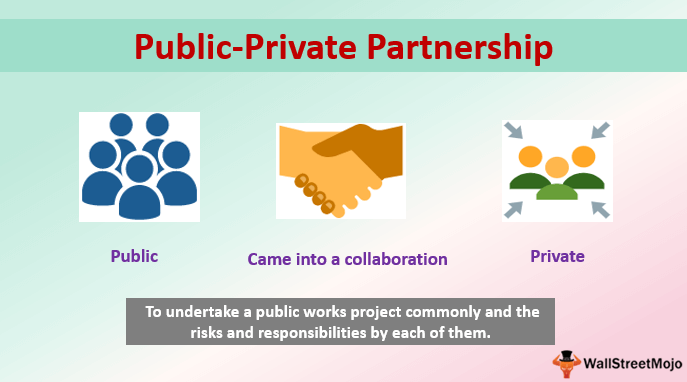 Public-Private Partnership
Public
Came into a collaboration
Private
To undertake a public works project commonly and the
risks and responsibilities by each of them.
WallStreetMojo